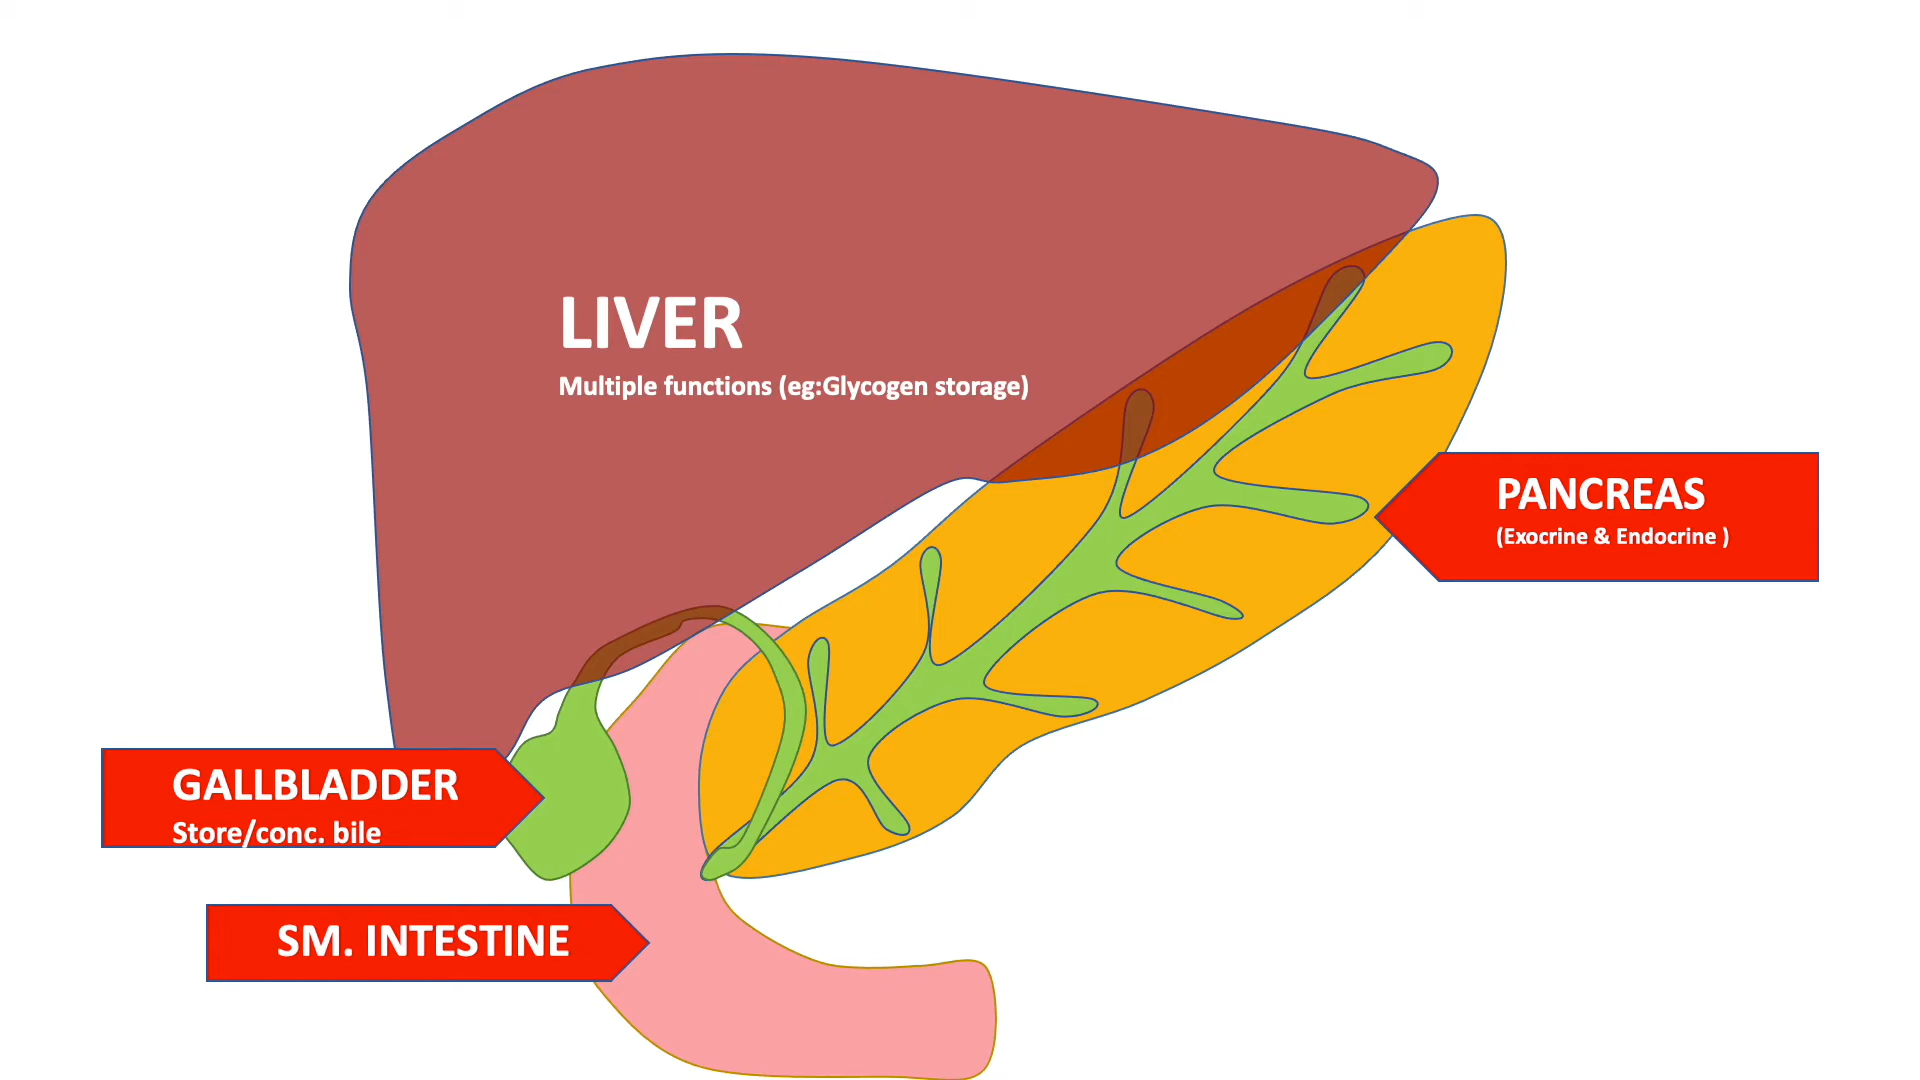 LIVER
Multiple functions (eg:Glycogen storage)
PANCREAS
(Exocrine & Endocrine )
GALLBLADDER
Store/conc. bile
SM. INTESTINE